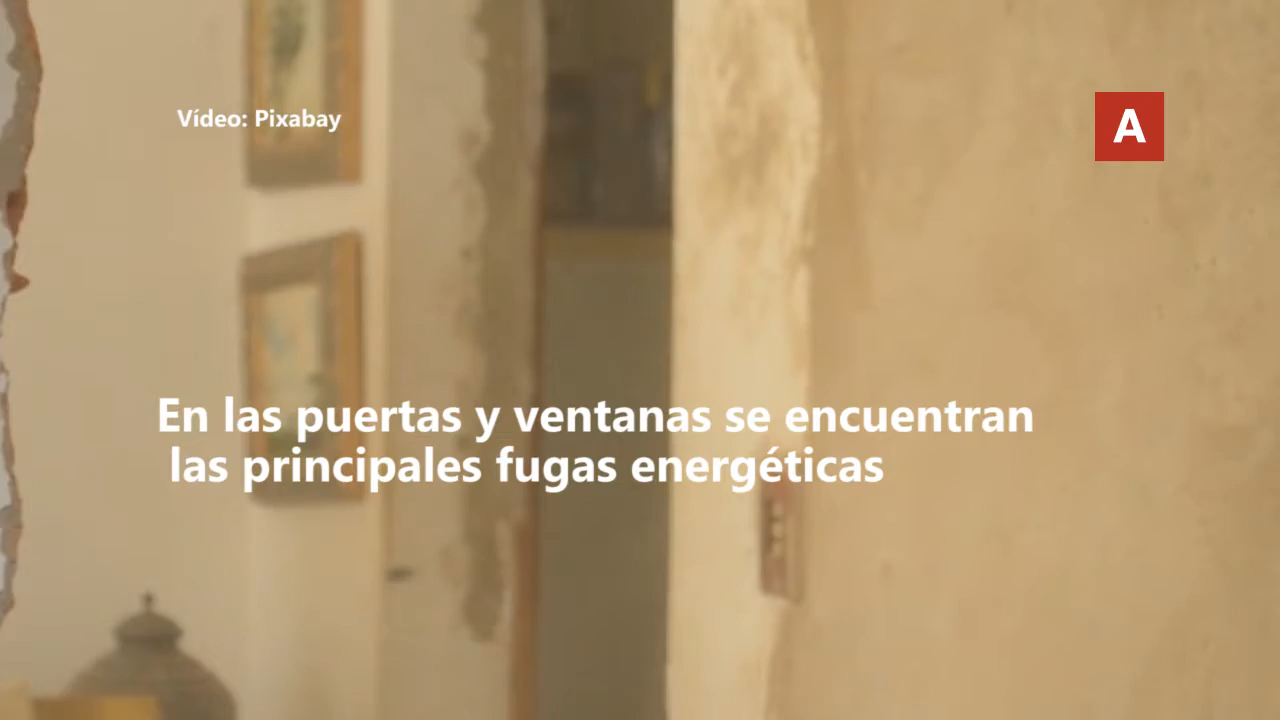 Vídeo: Pixabay
A
En las puertas y ventanas se encuentran
las principales fugas energéticas